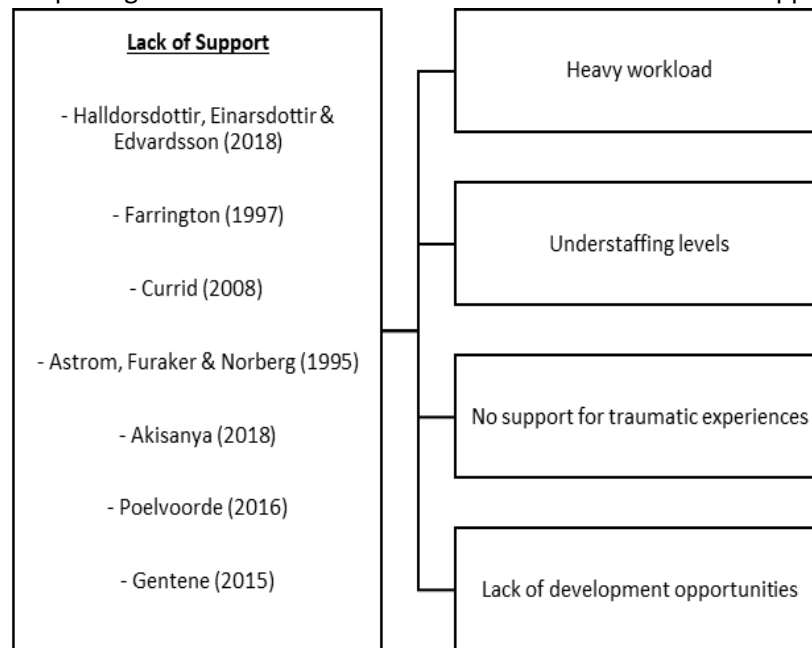 Lack of Support
- Halldorsdottir, Einarsdottir &
Edvardsson (2018)
- Farrington (1997)
- Currid (2008)
- Astrom, Furaker & Norberg (1995)
- Akisanya (2018)
- Poelvoorde (2016)
- Gentene (2015)
Heavy workload
Understaffing levels
No support for traumatic experiences
Lack of development opportunities